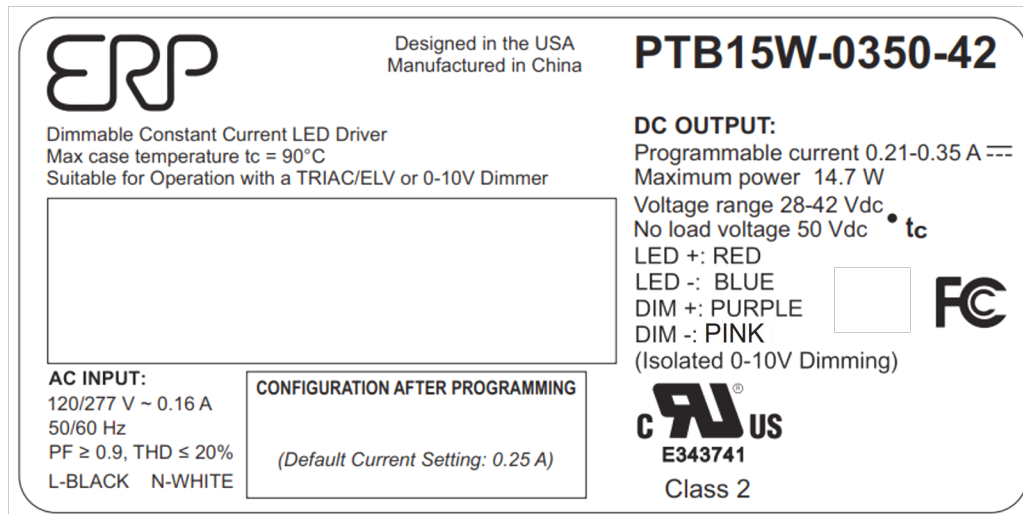 ERP
Designed in the USA
Manufactured in China
PTB15W-0350-42
Dimmable Constant Current LED Driver
Max case temperature tc = 90°C
Suitable for Operation with a TRIAC/ELV or 0-10V Dimmer
DC OUTPUT:
Programmable current 0.21-0.35 A ⎓
Maximum power 14.7 W
Voltage range 28-42 Vdc
No load voltage 50 Vdc
• tc
LED +: RED
LED -: BLUE
DIM +: PURPLE
DIM -: PINK
(Isolated 0-10V Dimming)
FC
AC INPUT:
120/277 V ~ 0.16 A
50/60 Hz
PF ≥ 0.9, THD ≤ 20%
L-BLACK N-WHITE
CONFIGURATION AFTER PROGRAMMING
(Default Current Setting: 0.25 A)
C RU US ®
E343741
Class 2